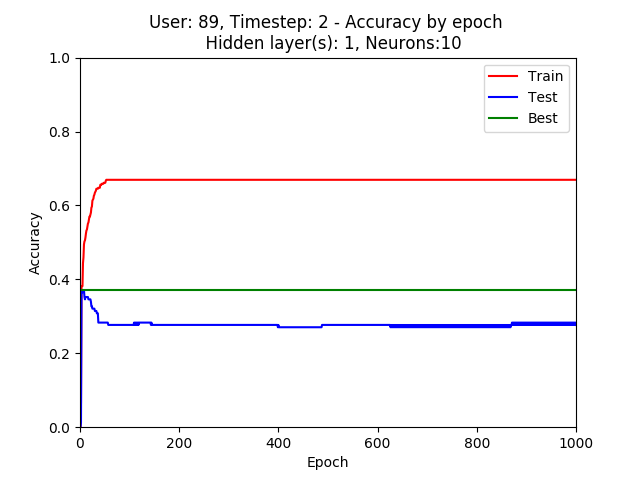 User: 89, Timestep: 2 - Accuracy by epoch
Hidden layer(s): 1, Neurons:10
1.0
0.8
0.6
0.4
0.2
0.0
Accuracy
Train
Test
Best
0
200
400
600
800
1000
Epoch